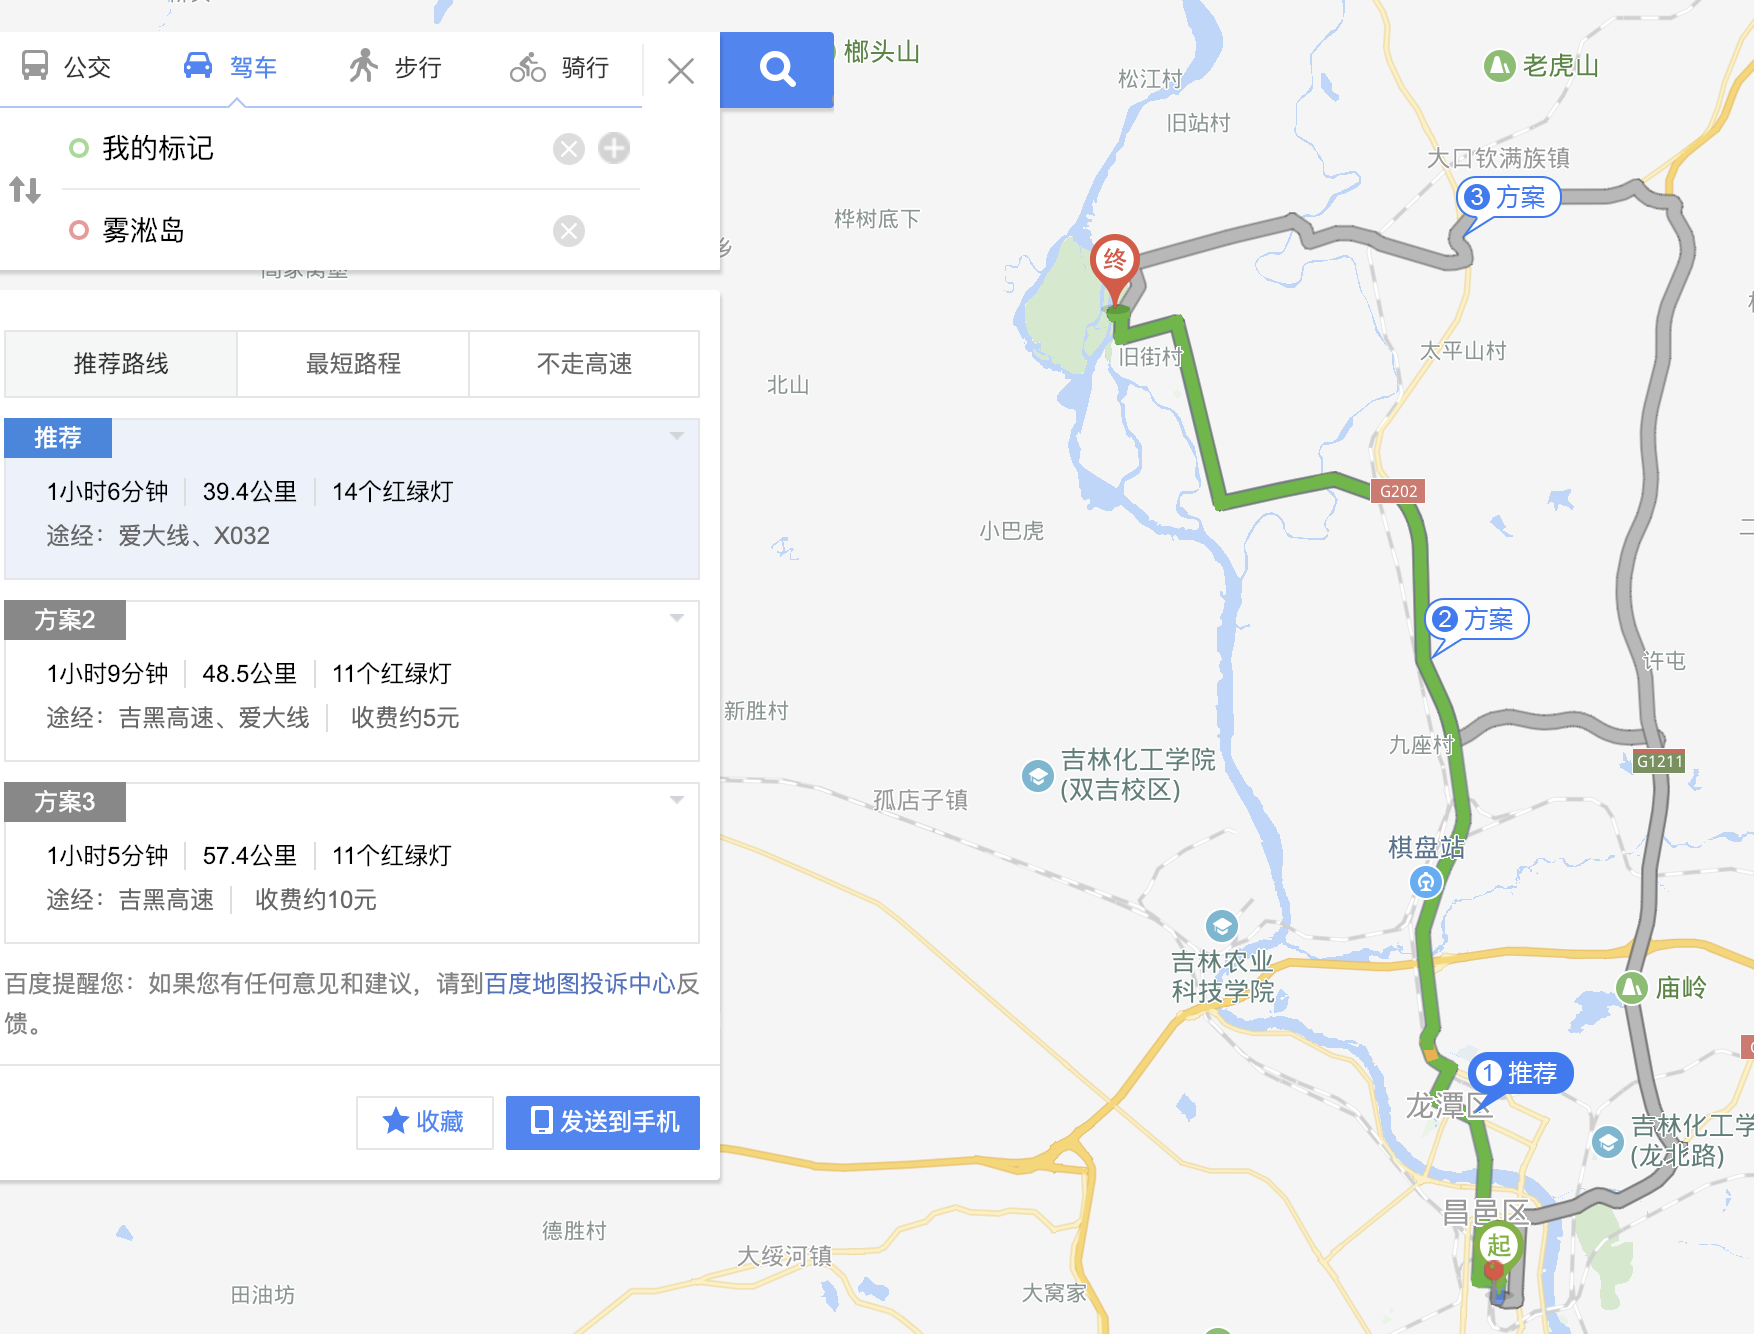 公交
驾车
步行
骑行
我的标记
雾淞岛
推荐路线
最短路程
不走高速
推荐
1小时6分钟
39.4公里
14个红绿灯
途经：爱大线、X032
方案2
1小时9分钟
48.5公里
11个红绿灯
途经：吉黑高速、爱大线
收费约5元
方案3
1小时5分钟
57.4公里
11个红绿灯
途经：吉黑高速
收费约10元
百度提醒您：如果您有任何意见和建议，请到百度地图投诉中心反
馈。
收藏
发送到手机
榔头山
松江村
老虎山
旧站村
大口钦满族镇
3 方案
桦树底下
乡
终
旧街村
太平山村
北山
G202
小巴虎
2 方案
许屯
新胜村
九座村
吉林化工学院
(双吉校区)
G1211
孤店子镇
棋盘站
吉林农业
科技学院
庙岭
1 推荐
龙潭区
吉林化工学
(龙北路)
昌邑区
起
德胜村
大绥河镇
田油坊
大窝家